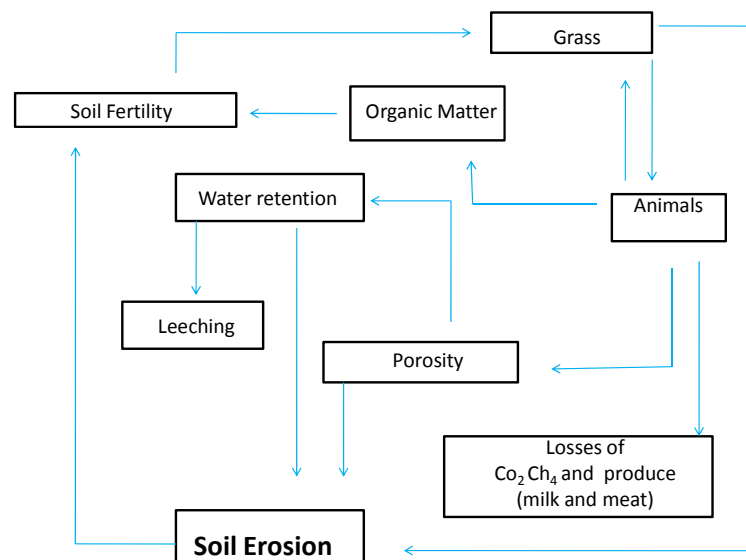 Grass
Soil Fertility
Organic Matter
Water retention
Animals
Leeching
Porosity
Losses of
Co₂ Ch₄ and produce
(milk and meat)
Soil Erosion